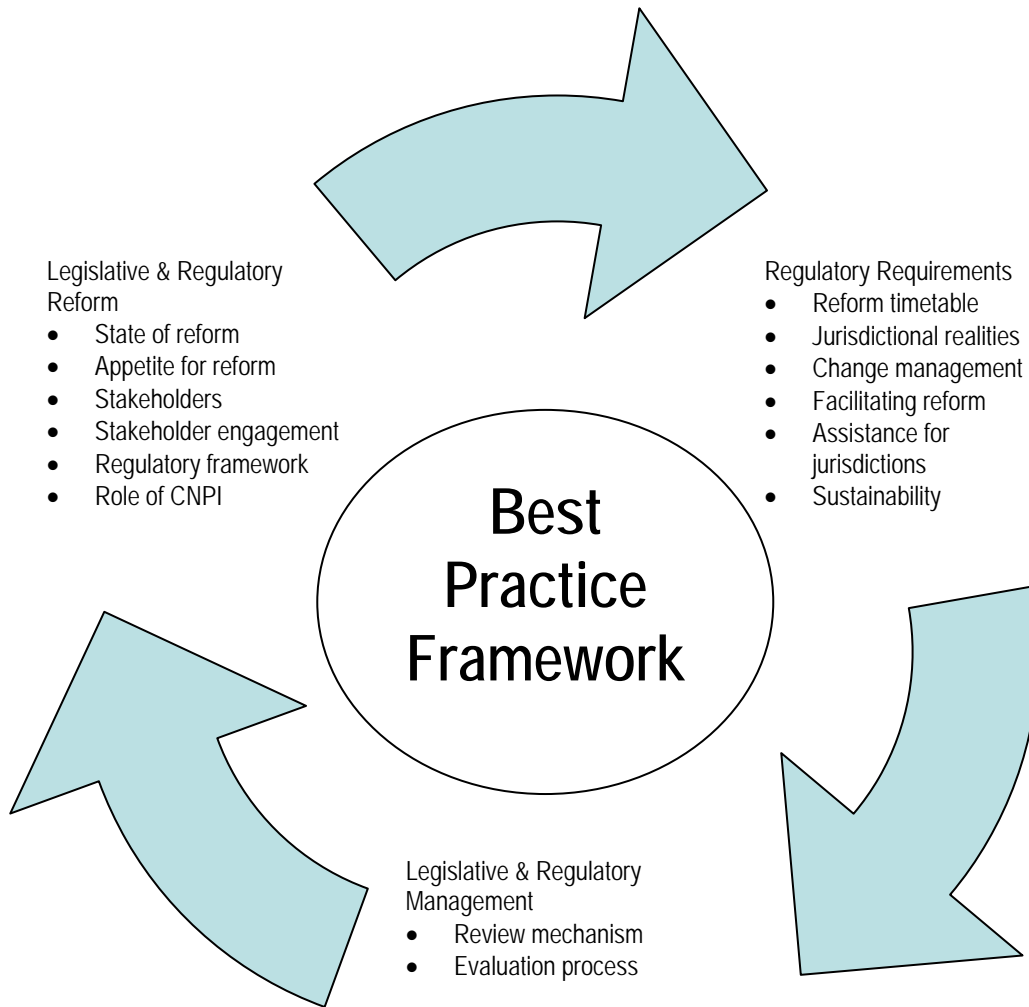 Legislative & Regulatory
Reform
• State of reform
• Appetite for reform
• Stakeholders
• Stakeholder engagement
• Regulatory framework
• Role of CNPI
Regulatory Requirements
• Reform timetable
• Jurisdictional realities
• Change management
• Facilitating reform
• Assistance for
jurisdictions
• Sustainability
Best
Practice
Framework
Legislative & Regulatory
Management
• Review mechanism
• Evaluation process